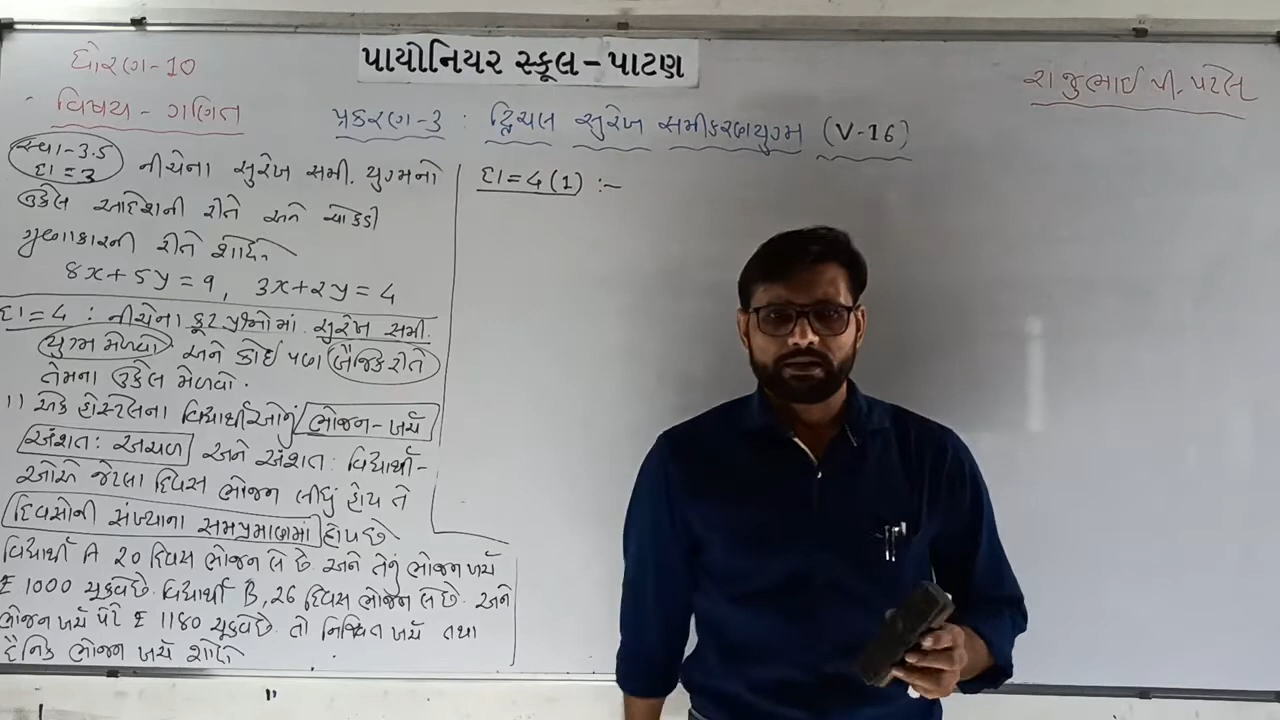 પાયોનિયર સ્કૂલ – પાટણ
ધોરણ-10
વિષય - ગણિત
રાજુભાઈ પી. પટેલ
પ્રકરણ-૩ : દ્વિચલ સુરેખ સમીકરણયુગ્મ (V-16)
સ્વા-3.5
દા=3 નીચેના સુરેખ સમી. યુગ્મનો
ઉકેલ આદેશની રીતે અને ચોકડી
ગુણાકારની રીતે શોધો.
8x+5y=9, 3x+2y=4
દા=4 : નીચેના કૂટપ્રશ્નોમાં સુરેખ સમી.
યુગ્મ મેળવો અને કોઈ પણ બૈજિક રીતે
તેમના ઉકેલ મેળવો.
1) એક હોસ્ટેલના વિદ્યાર્થીઓનું ભોજન-ખર્ચ
અંશતઃ અચળ અને અંશતઃ વિદ્યાર્થી-
ઓએ જેટલા દિવસ ભોજન લીધું હોય તે
દિવસોની સંખ્યાના સમપ્રમાણમાં હોય છે
વિદ્યાર્થી A 20 દિવસ ભોજન લે છે. અને તેનું ભોજન ખર્ચ
₹ 1000 ચૂકવે છે. વિદ્યાર્થી B, 26 દિવસ ભોજન લે છે. અને
ભોજન ખર્ચ પેટે ₹ 1180 ચૂકવે છે. તો નિશ્ચિત ખર્ચ તથા
દૈનિક ભોજન ખર્ચ શોધો
દા=4(1) :-